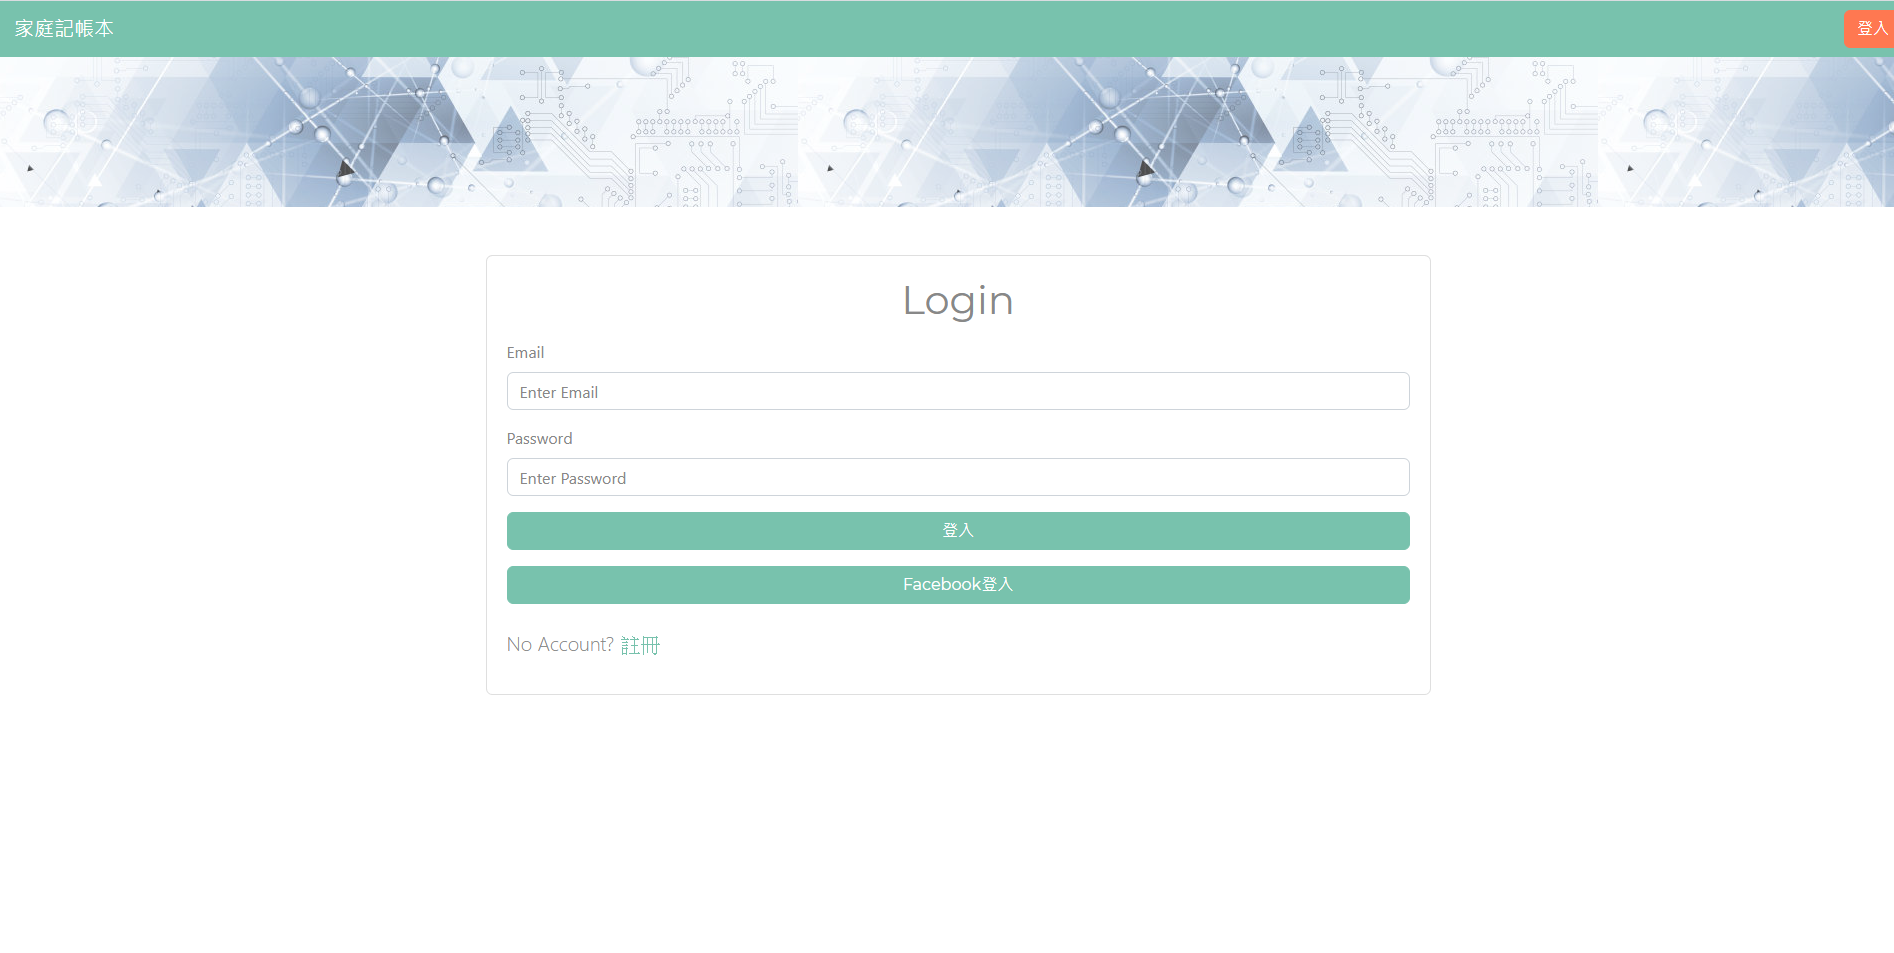 家庭記帳本
登入
Login
Email
Enter Email
Password
Enter Password
登入
Facebook登入
No Account? 註冊